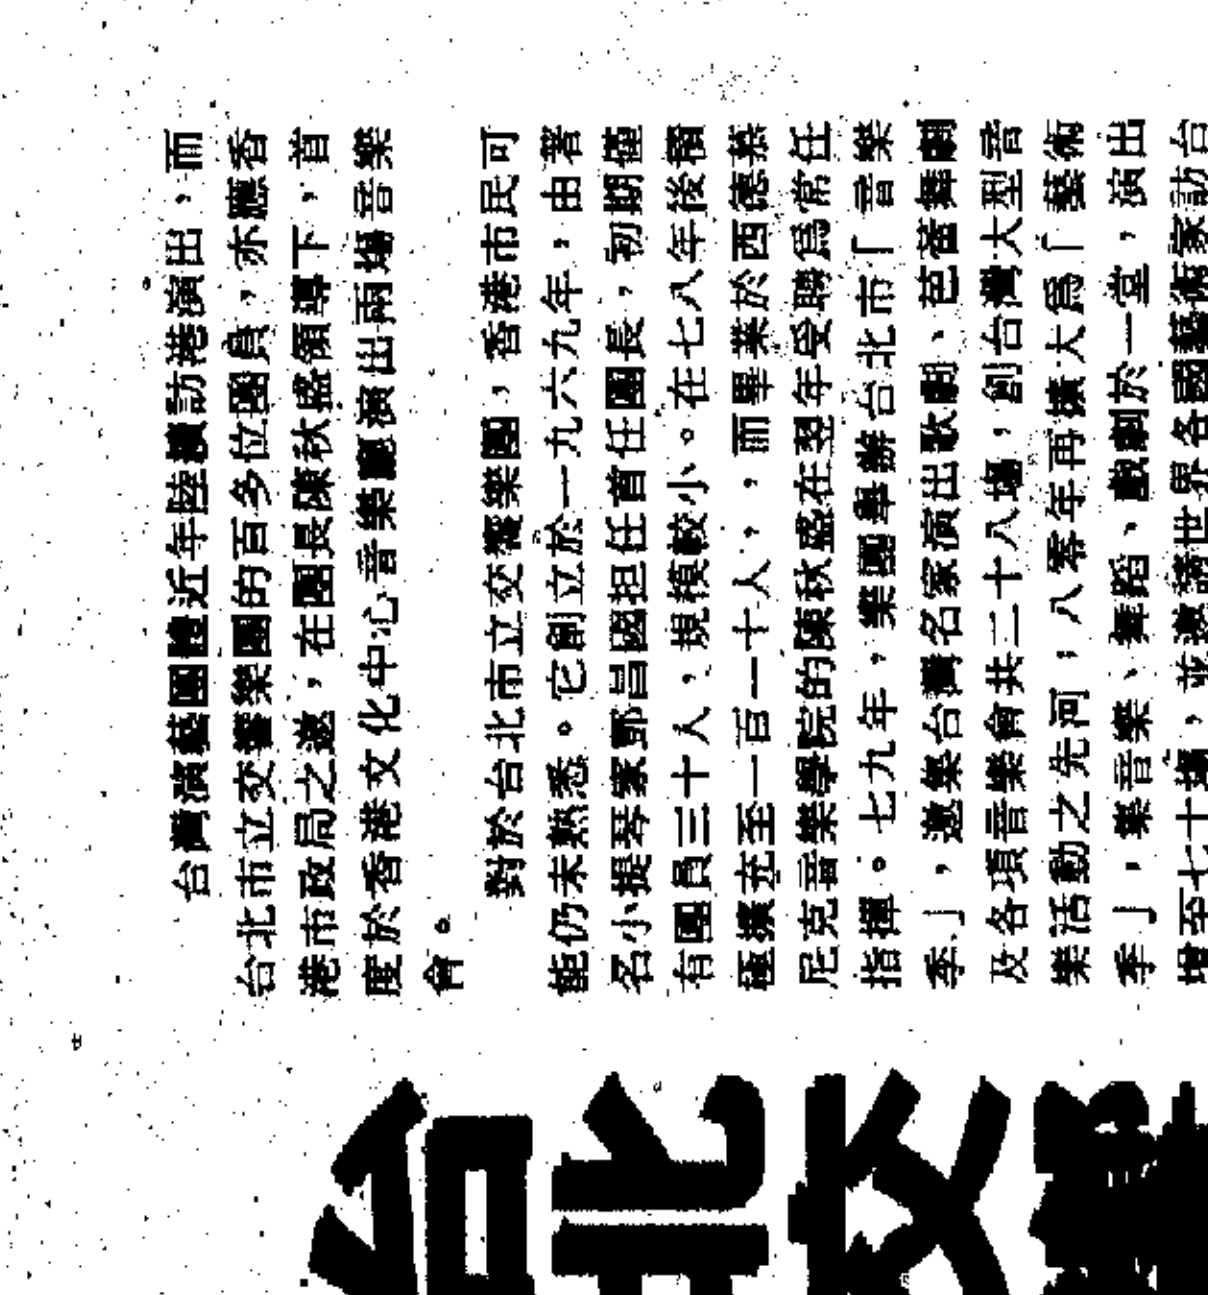 台灣演藝團體近年陸續訪港演出，而
台北市立交響樂團的百多位團員，亦應香
港市政局之邀，在團長陳秋盛領導下，首
度於香港文化中心音樂廳演出兩場音樂
會。
對於台北市立交響樂團，香港市民可
能仍未熟悉。它創立於一九六九年，由著
名小提琴家鄧昌國担任首任團長，初期僅
有團員三十人，規模較小。在七八年後積
極擴充至一百一十人，，而畢業於西德慕
尼克音樂學院的陳秋盛在翌年受聘爲常任
指揮。七九年，樂團舉辦台北市「音樂
季」，邀集台灣名家演出歌劇、芭蕾舞劇
及各項音樂會共二十八場，創台灣大型音
樂活動之先河，八零年再擴大爲「藝術
季」，集音樂、舞蹈、戲劇於一堂，演出
增至七十場，並邀請世界各國藝術家訪台
台北交響